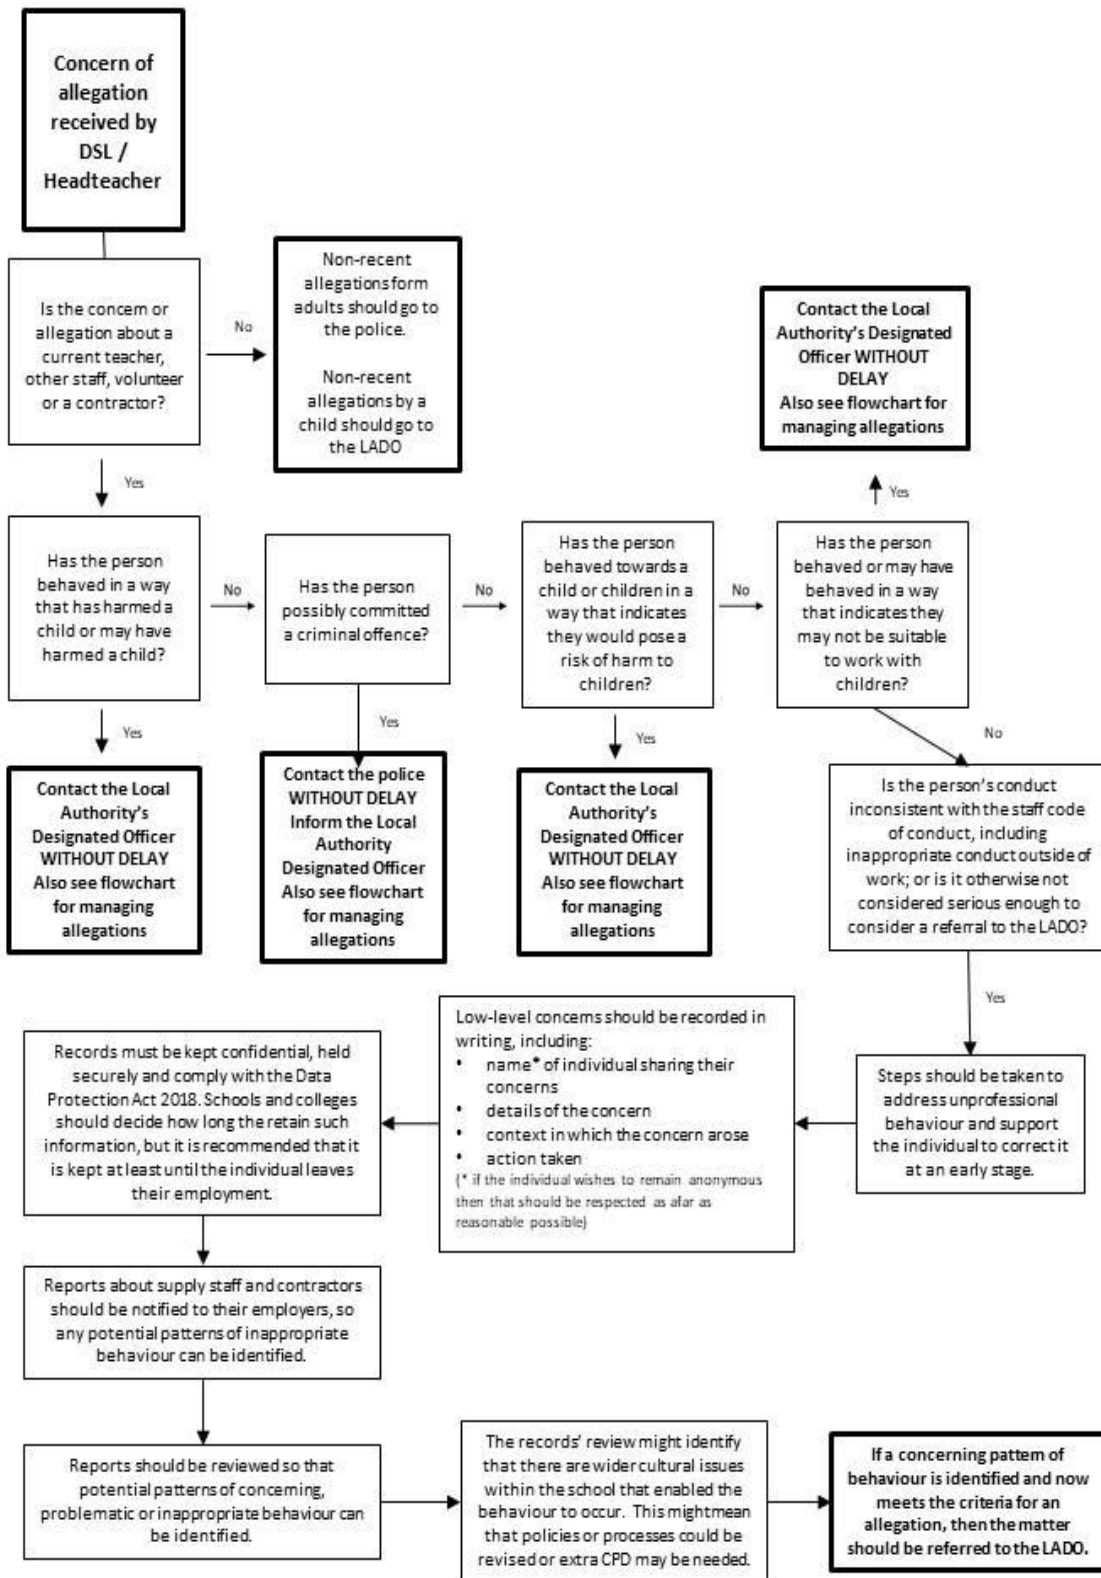 Concern of
allegation
received by
DSL /
Headteacher
Is the concern or
allegation about a
current teacher,
other staff, volunteer
or a contractor?
No
Non-recent
allegations form
adults should go to
the police.
Non-recent
allegations by a
child should go to
the LADO
Contact the Local
Authority's Designated
Officer WITHOUT
DELAY
Also see flowchart for
managing allegations
Yes
Yes
Has the person
behaved in a way
that has harmed a
child or may have
harmed a child?
No
Has the person
possibly committed
a criminal offence?
No
Has the person
behaved towards a
child or children in a
way that indicates
they would pose a
risk of harm to
children?
No
Has the person
behaved or may have
behaved in a way
that indicates they
may not be suitable
to work with
children?
Yes
Yes
Yes
No
Contact the Local
Authority's
Designated Officer
WITHOUT DELAY
Also see flowchart
for managing
allegations
Contact the police
WITHOUT DELAY
Inform the Local
Authority
Designated Officer
Also see flowchart
for managing
allegations
Contact the Local
Authority's
Designated Officer
WITHOUT DELAY
Also see flowchart
for managing
allegations
Is the person's conduct
inconsistent with the staff code
of conduct, including
inappropriate conduct outside of
work; or is it otherwise not
considered serious enough to
consider a referral to the LADO?
Yes
Steps should be taken to
address unprofessional
behaviour and support
the individual to correct it
at an early stage.
Low-level concerns should be recorded in
writing, including:
• name* of individual sharing their
concerns
• details of the concern
• context in which the concern arose
• action taken
(* if the individual wishes to remain anonymous
then that should be respected as afar as
reasonable possible)
Records must be kept confidential, held
securely and comply with the Data
Protection Act 2018. Schools and colleges
should decide how long the retain such
information, but it is recommended that it
is kept at least until the individual leaves
their employment.
Reports about supply staff and contractors
should be notified to their employers, so
any potential patterns of inappropriate
behaviour can be identified.
Reports should be reviewed so that
potential patterns of concerning,
problematic or inappropriate behaviour can
be identified.
The records' review might identify
that there are wider cultural issues
within the school that enabled the
behaviour to occur. This mightmean
that policies or processes could be
revised or extra CPD may be needed.
If a concerning pattern of
behaviour is identified and now
meets the criteria for an
allegation, then the matter
should be referred to the LADO.